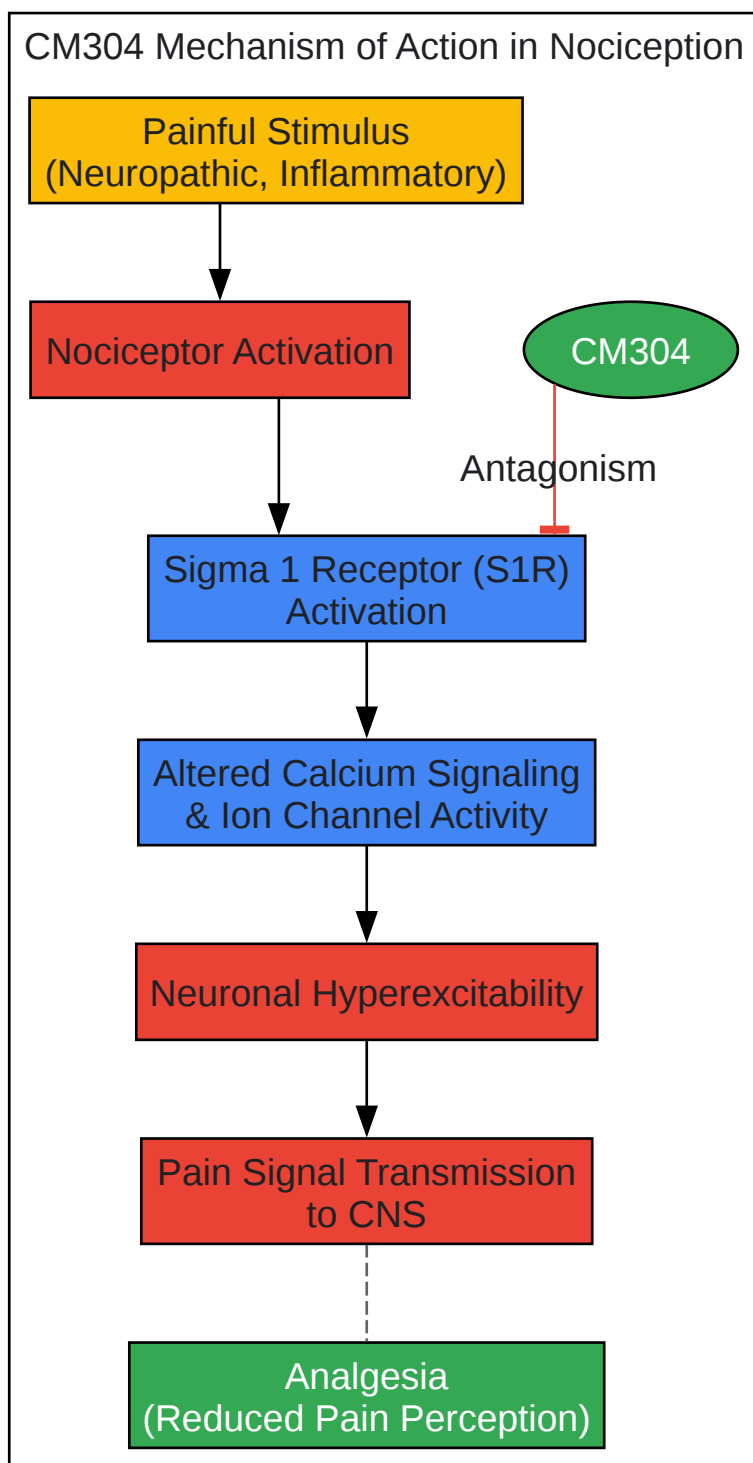 CM304 Mechanism of Action in Nociception
Painful Stimulus
(Neuropathic, Inflammatory)
Nociceptor Activation
CM304
Antagonism
Sigma 1 Receptor (S1R)
Activation
Altered Calcium Signaling
& Ion Channel Activity
Neuronal Hyperexcitability
Pain Signal Transmission
to CNS
Analgesia
(Reduced Pain Perception)